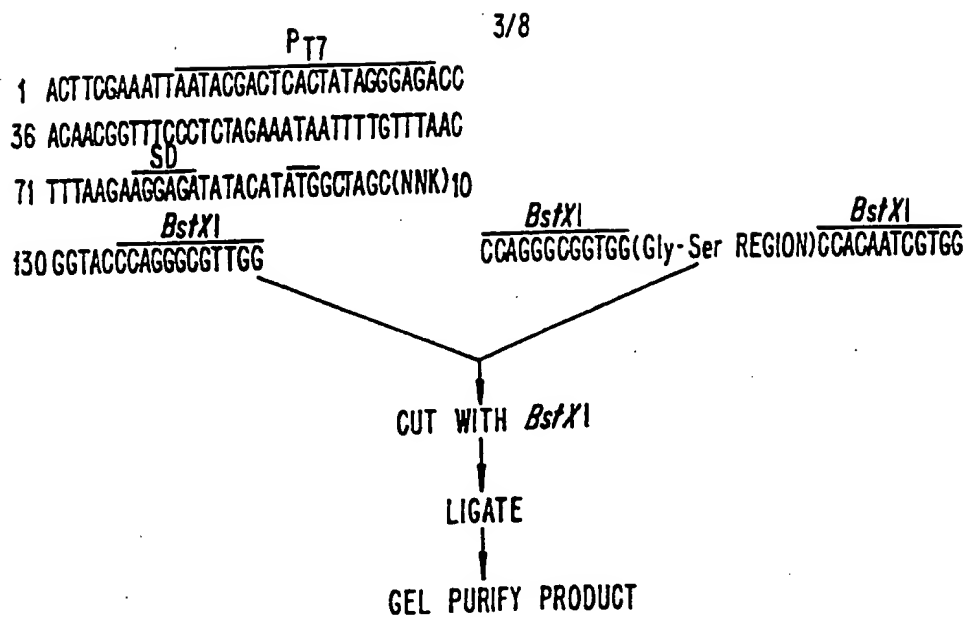 3/8
PT7
1 ACTTCGAAATTAATACGACTCACTATAGGGAGACC
36 ACAACGGTTTCCCTCTAGAAATAATTTTGTTTAAC
SD
71 TTTAAGAAGGAGATATACATATGGCTAGC(NNK)10
BstXI
130 GGTACCCAGGGCGTTGG
BstXI BstXI
CCAGGGCGGTGG(Gly-Ser REGION)CCACAATCGTGG
CUT WITH BstXI
LIGATE
GEL PURIFY PRODUCT